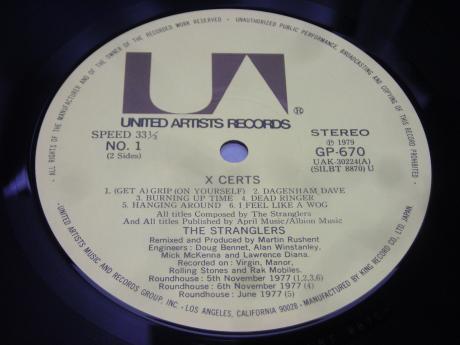 ALL RIGHTS OF THE MANUFACTURER AND OF THE OWNER OF THE RECORDED WORK RESERVED • UNAUTHORIZED PUBLIC PERFORMANCE, BROADCASTING AND COPYING OF THIS RECORD PROHIBITED •
UA ®
UNITED ARTISTS RECORDS
SPEED 33⅓
NO. 1
(2 Sides)
STEREO
Ⓟ 1979
GP-670
UAK-30224(A)
(SILBT 8870) U
X CERTS
1. (GET A) GRIP (ON YOURSELF) 2. DAGENHAM DAVE
3. BURNING UP TIME 4. DEAD RINGER
5. HANGING AROUND 6. I FEEL LIKE A WOG
All titles Composed by The Stranglers
And All titles Published by April Music/Albion Music
THE STRANGLERS
Remixed and Produced by Martin Rushent
Engineers : Doug Bennet, Alan Winstanley,
Mick McKenna and Lawrence Diana.
Recorded on : Virgin, Manor,
Rolling Stones and Rak Mobiles.
Roundhouse : 5th November 1977 (1,2,3,6)
Roundhouse : 6th November 1977 (4)
Roundhouse : June 1977 (5)
• UNITED ARTISTS MUSIC AND RECORDS GROUP, INC. • LOS ANGELES, CALIFORNIA 90028 • MANUFACTURED BY KING RECORD CO, LTD, JAPAN